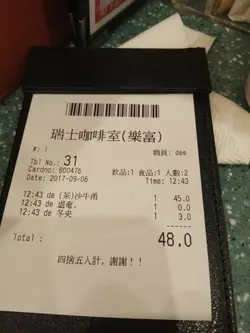 瑞士咖啡室(樂富)
#: 1 職員: dee
Tbl No.: 31
Cardno: 800476 飲品:1 食品:1 人數:2
Date: 2017-09-06 Time: 12:43
12:43 de (茶)沙牛甬 1 45.0
12:43 de 退奄。 1 0.0
12:43 de 冬央 1 3.0
Total : 48.0
四捨五入計, 謝謝!!